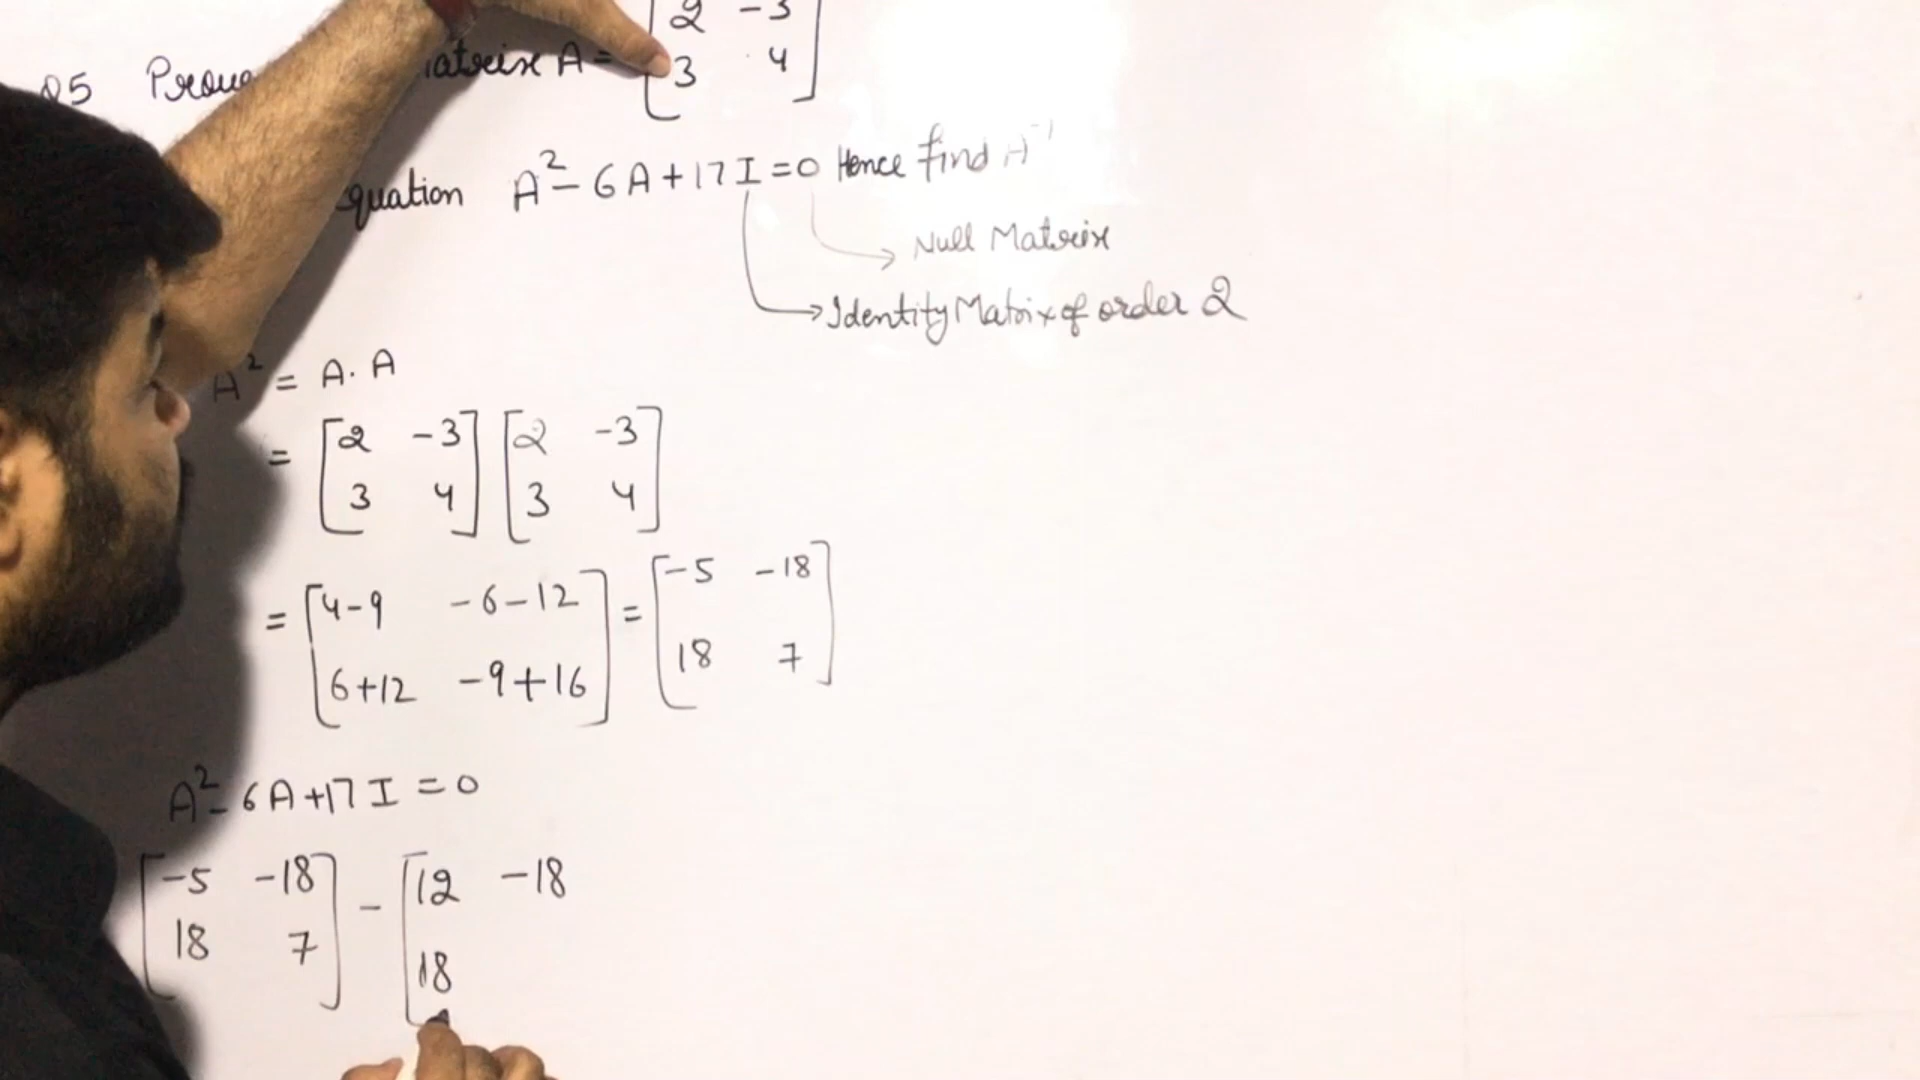 Q5 Prove atrix A = [2 -3
3 4]
quation A² - 6A + 17 I = 0 Hence find A⁻¹
Null Matrix
Identity Matrix of order 2
A² = A. A
= [2 -3] [2 -3]
3 4 3 4
= [4-9 -6-12] = [-5 -18]
6+12 -9+16 18 7
A² - 6A + 17 I = 0
[-5 -18] - [12 -18
18 7 18